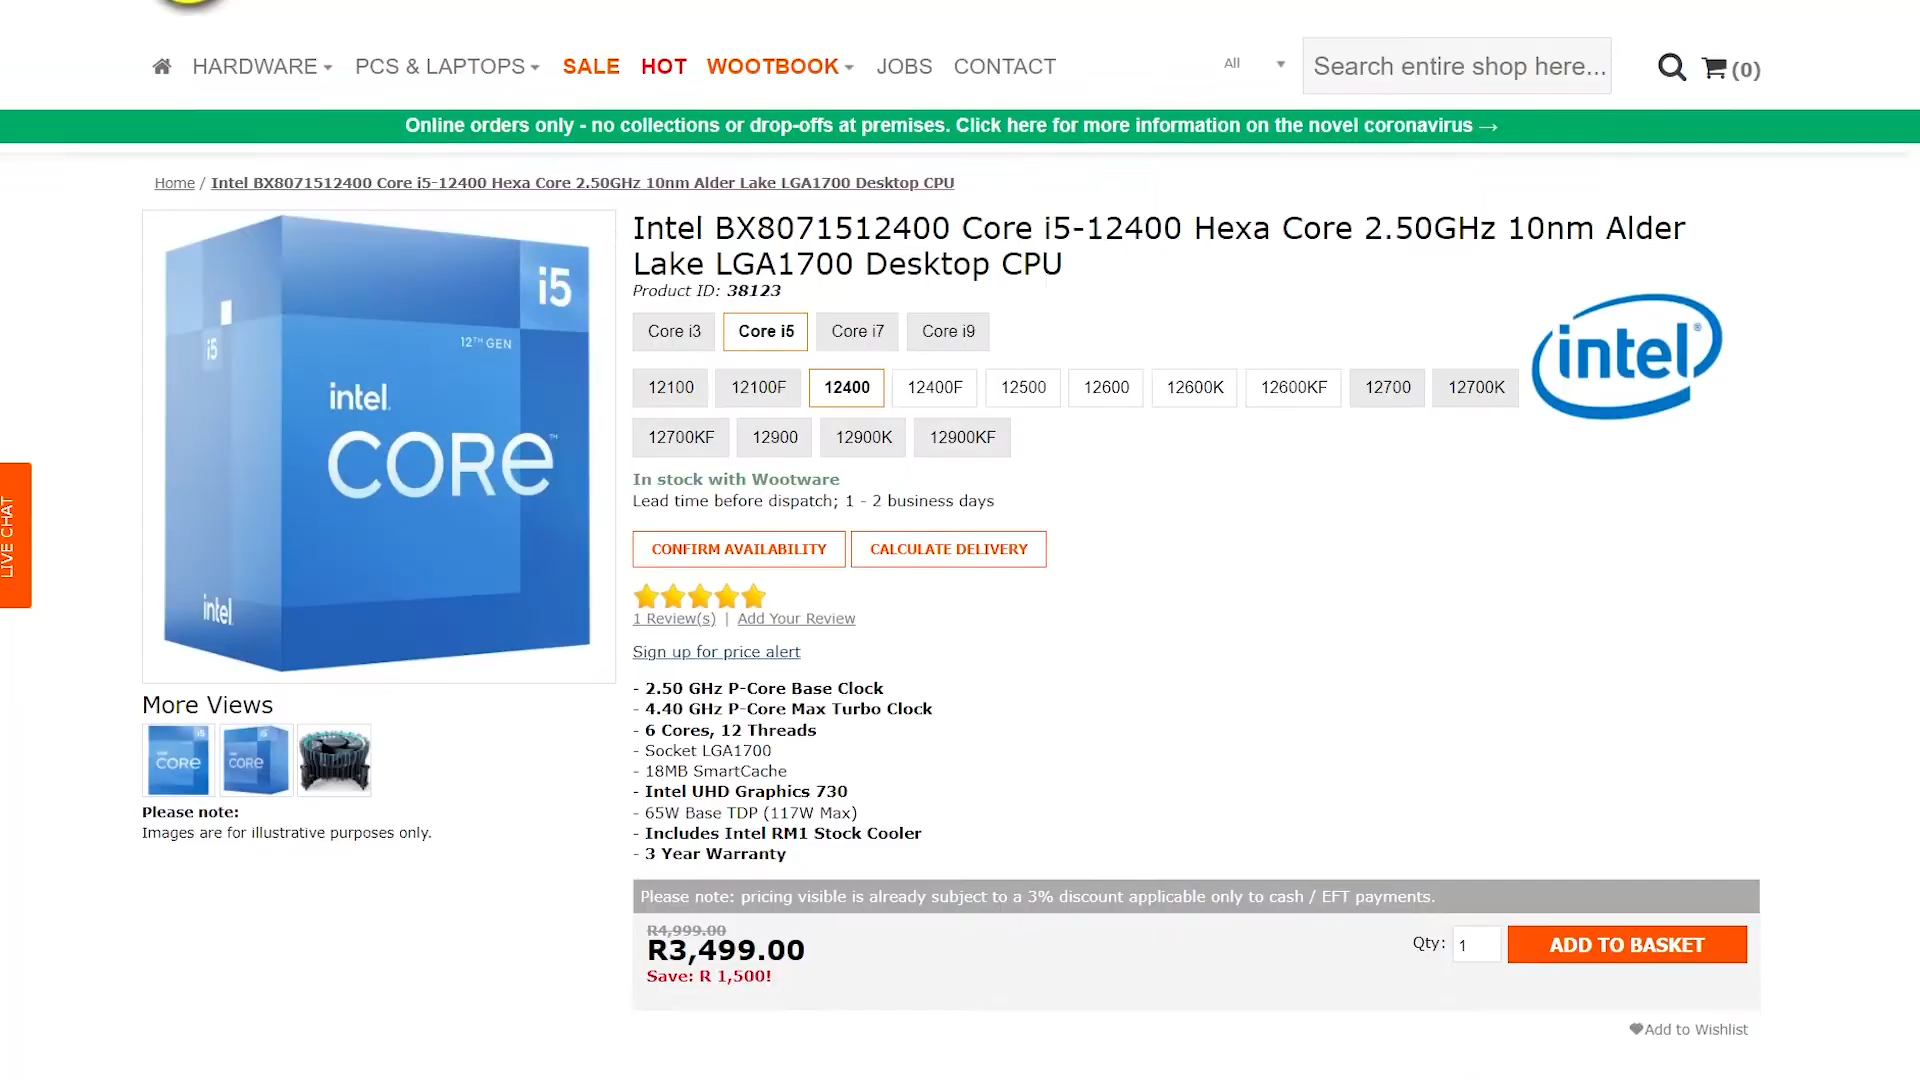 HARDWARE
PCS & LAPTOPS
SALE
HOT
WOOTBOOK
JOBS
CONTACT
All
Search entire shop here...
(0)
Online orders only - no collections or drop-offs at premises. Click here for more information on the novel coronavirus →
Home / Intel BX8071512400 Core i5-12400 Hexa Core 2.50GHz 10nm Alder Lake LGA1700 Desktop CPU
i5
i5
12TH GEN
intel.
CORE™
intel.
More Views
i5
CORE
i5
CORE
Please note:
Images are for illustrative purposes only.
LIVE CHAT
Intel BX8071512400 Core i5-12400 Hexa Core 2.50GHz 10nm Alder
Lake LGA1700 Desktop CPU
Product ID: 38123
Core i3
Core i5
Core i7
Core i9
12100
12100F
12400
12400F
12500
12600
12600K
12600KF
12700
12700K
12700KF
12900
12900K
12900KF
intel®
In stock with Wootware
Lead time before dispatch; 1 - 2 business days
CONFIRM AVAILABILITY
CALCULATE DELIVERY
1 Review(s) | Add Your Review
Sign up for price alert
- 2.50 GHz P-Core Base Clock
- 4.40 GHz P-Core Max Turbo Clock
- 6 Cores, 12 Threads
- Socket LGA1700
- 18MB SmartCache
- Intel UHD Graphics 730
- 65W Base TDP (117W Max)
- Includes Intel RM1 Stock Cooler
- 3 Year Warranty
Please note: pricing visible is already subject to a 3% discount applicable only to cash / EFT payments.
R4,999.00
R3,499.00
Save: R 1,500!
Qty: 1
ADD TO BASKET
Add to Wishlist